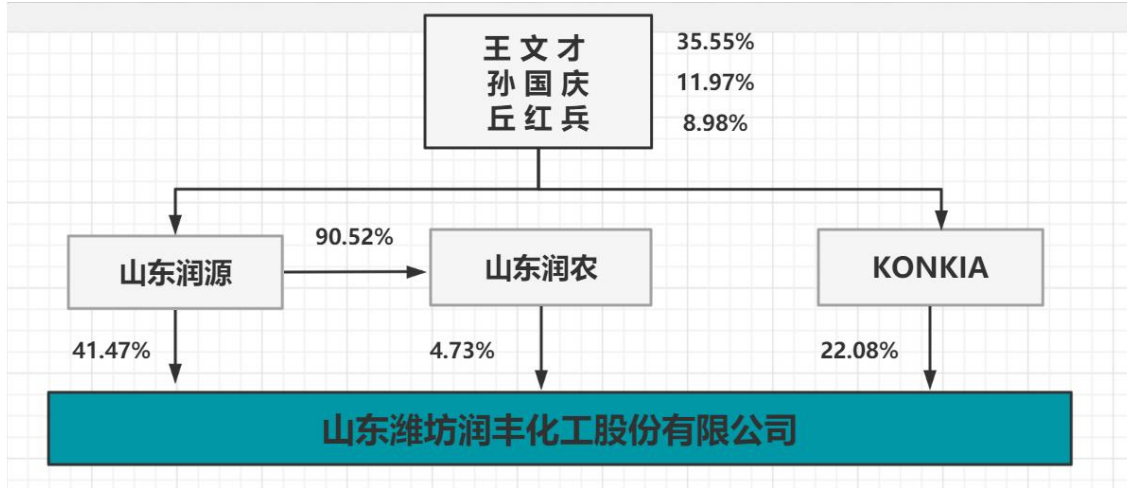 王文才 35.55%
孙国庆 11.97%
丘红兵 8.98%
90.52%
山东润源
山东润农
KONKIA
41.47%
4.73%
22.08%
山东潍坊润丰化工股份有限公司